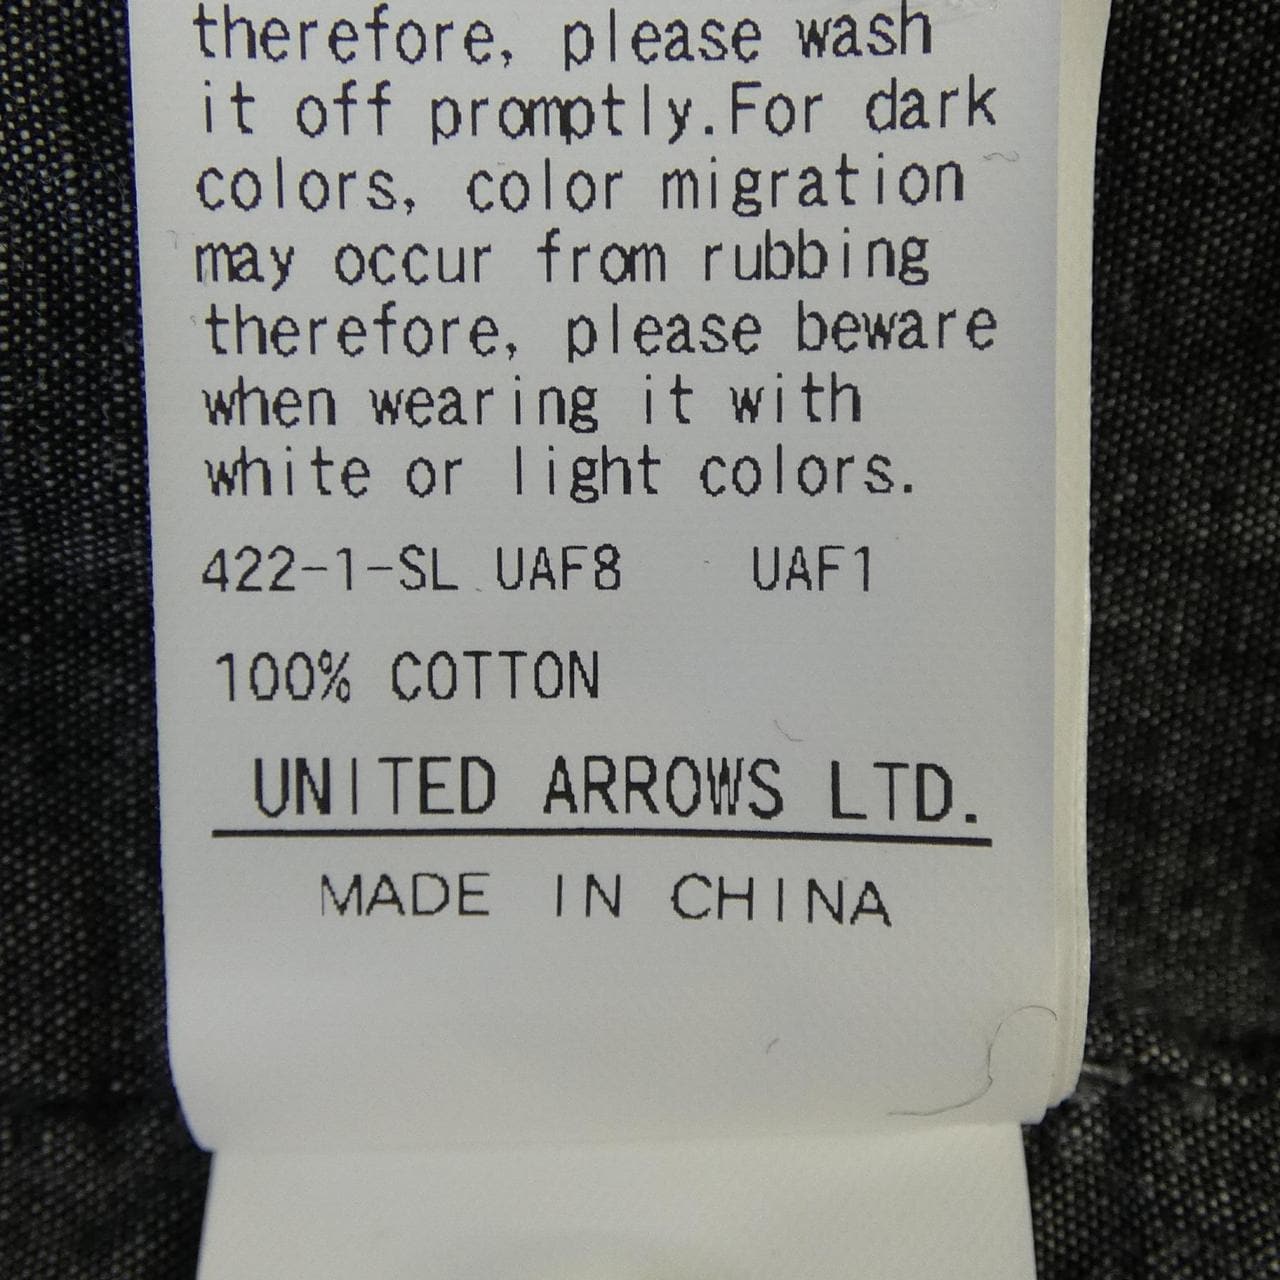 therefore, please wash
it off promptly.For dark
colors, color migration
may occur from rubbing
therefore, please beware
when wearing it with
white or light colors.
422-1-SL UAF8 UAF1
100% COTTON
UNITED ARROWS LTD.
MADE IN CHINA